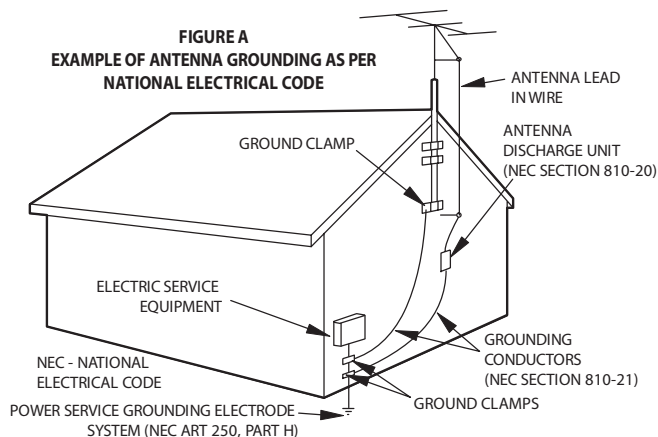 FIGURE A
EXAMPLE OF ANTENNA GROUNDING AS PER
NATIONAL ELECTRICAL CODE
ANTENNA LEAD
IN WIRE
GROUND CLAMP
ANTENNA
DISCHARGE UNIT
(NEC SECTION 810-20)
ELECTRIC SERVICE
EQUIPMENT
GROUNDING
CONDUCTORS
(NEC SECTION 810-21)
NEC - NATIONAL
ELECTRICAL CODE
GROUND CLAMPS
POWER SERVICE GROUNDING ELECTRODE
SYSTEM (NEC ART 250, PART H)